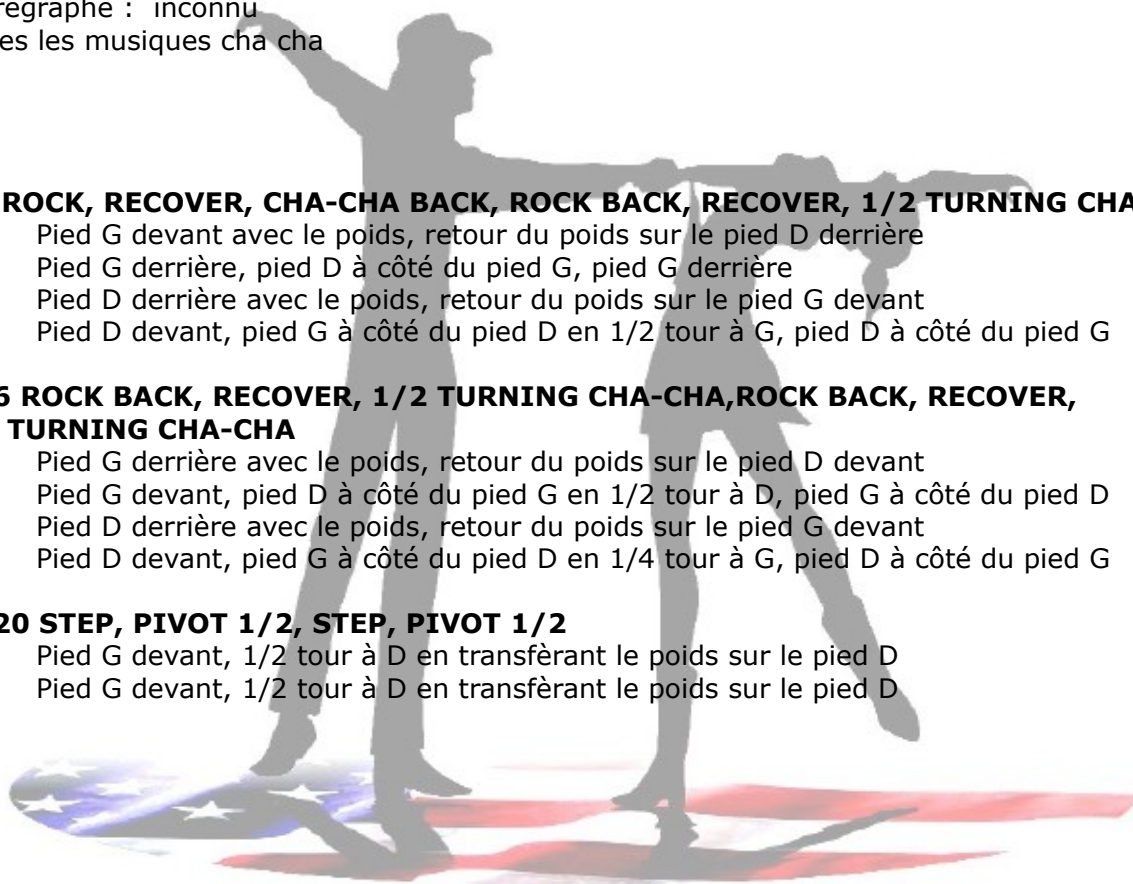 régraphe : inconnu
es les musiques cha cha
ROCK, RECOVER, CHA-CHA BACK, ROCK BACK, RECOVER, 1/2 TURNING CHA
Pied G devant avec le poids, retour du poids sur le pied D derrière
Pied G derrière, pied D à côté du pied G, pied G derrière
Pied D derrière avec le poids, retour du poids sur le pied G devant
Pied D devant, pied G à côté du pied D en 1/2 tour à G, pied D à côté du pied G
6 ROCK BACK, RECOVER, 1/2 TURNING CHA-CHA,ROCK BACK, RECOVER,
TURNING CHA-CHA
Pied G derrière avec le poids, retour du poids sur le pied D devant
Pied G devant, pied D à côté du pied G en 1/2 tour à D, pied G à côté du pied D
Pied D derrière avec le poids, retour du poids sur le pied G devant
Pied D devant, pied G à côté du pied D en 1/4 tour à G, pied D à côté du pied G
20 STEP, PIVOT 1/2, STEP, PIVOT 1/2
Pied G devant, 1/2 tour à D en transfèrant le poids sur le pied D
Pied G devant, 1/2 tour à D en transfèrant le poids sur le pied D